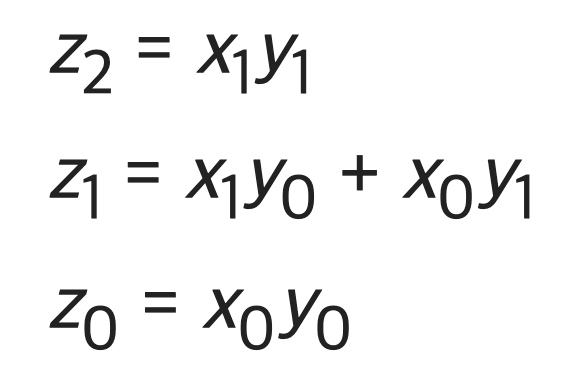 z₂ = x₁y₁
z₁ = x₁y₀ + x₀y₁
z₀ = x₀y₀